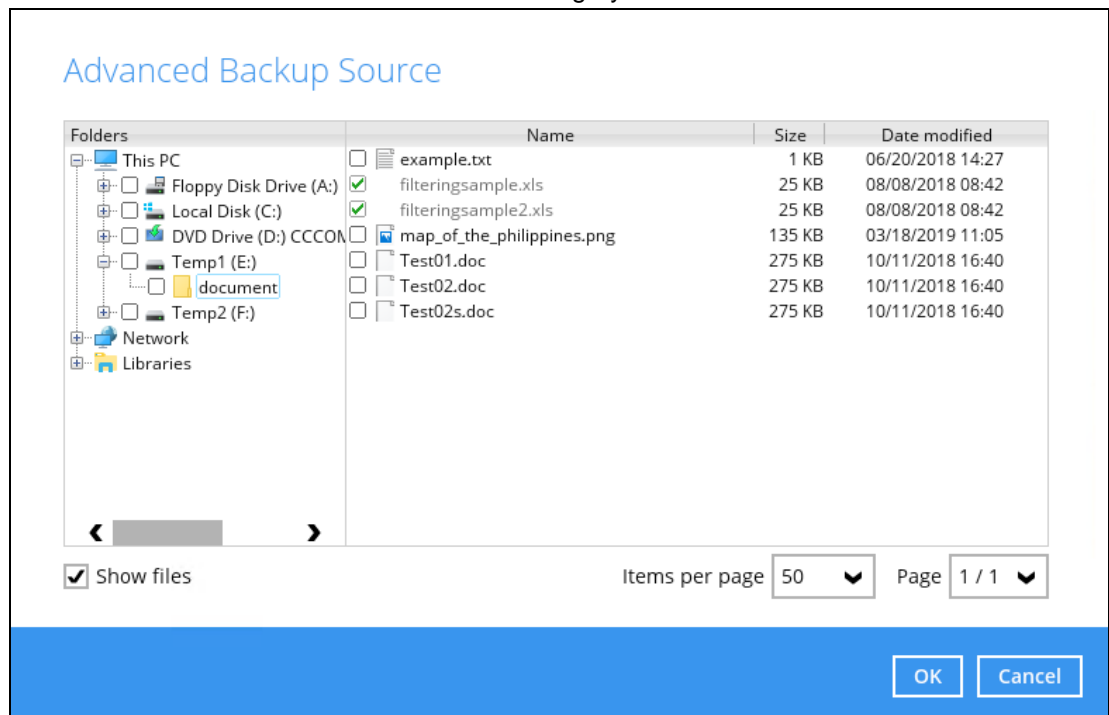 Advanced Backup Source
Folders Name Size Date modified
This PC example.txt 1 KB 06/20/2018 14:27
Floppy Disk Drive (A:) filteringsample.xls 25 KB 08/08/2018 08:42
Local Disk (C:) filteringsample2.xls 25 KB 08/08/2018 08:42
DVD Drive (D:) map_of_the_philippines.png 135 KB 03/18/2019 11:05
Temp1 (E:) Test01.doc 275 KB 10/11/2018 16:40
document Test02.doc 275 KB 10/11/2018 16:40
Temp2 (F:) Test02s.doc 275 KB 10/11/2018 16:40
Network
Libraries
Show files Items per page 50 Page 1 / 1
OK Cancel